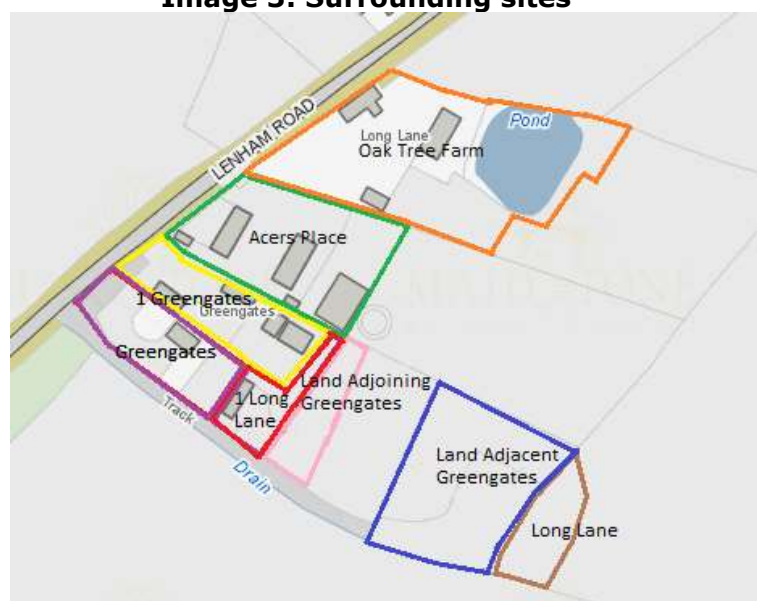 Image 3: Surrounding sites
LENHAM ROAD
Long Lane
Oak Tree Farm
Pond
Acers Place
1 Greengates
Greengates
Greengates
Land Adjoining
Greengates
1 Long
Lane
Track
Drain
Land Adjacent
Greengates
Long Lane